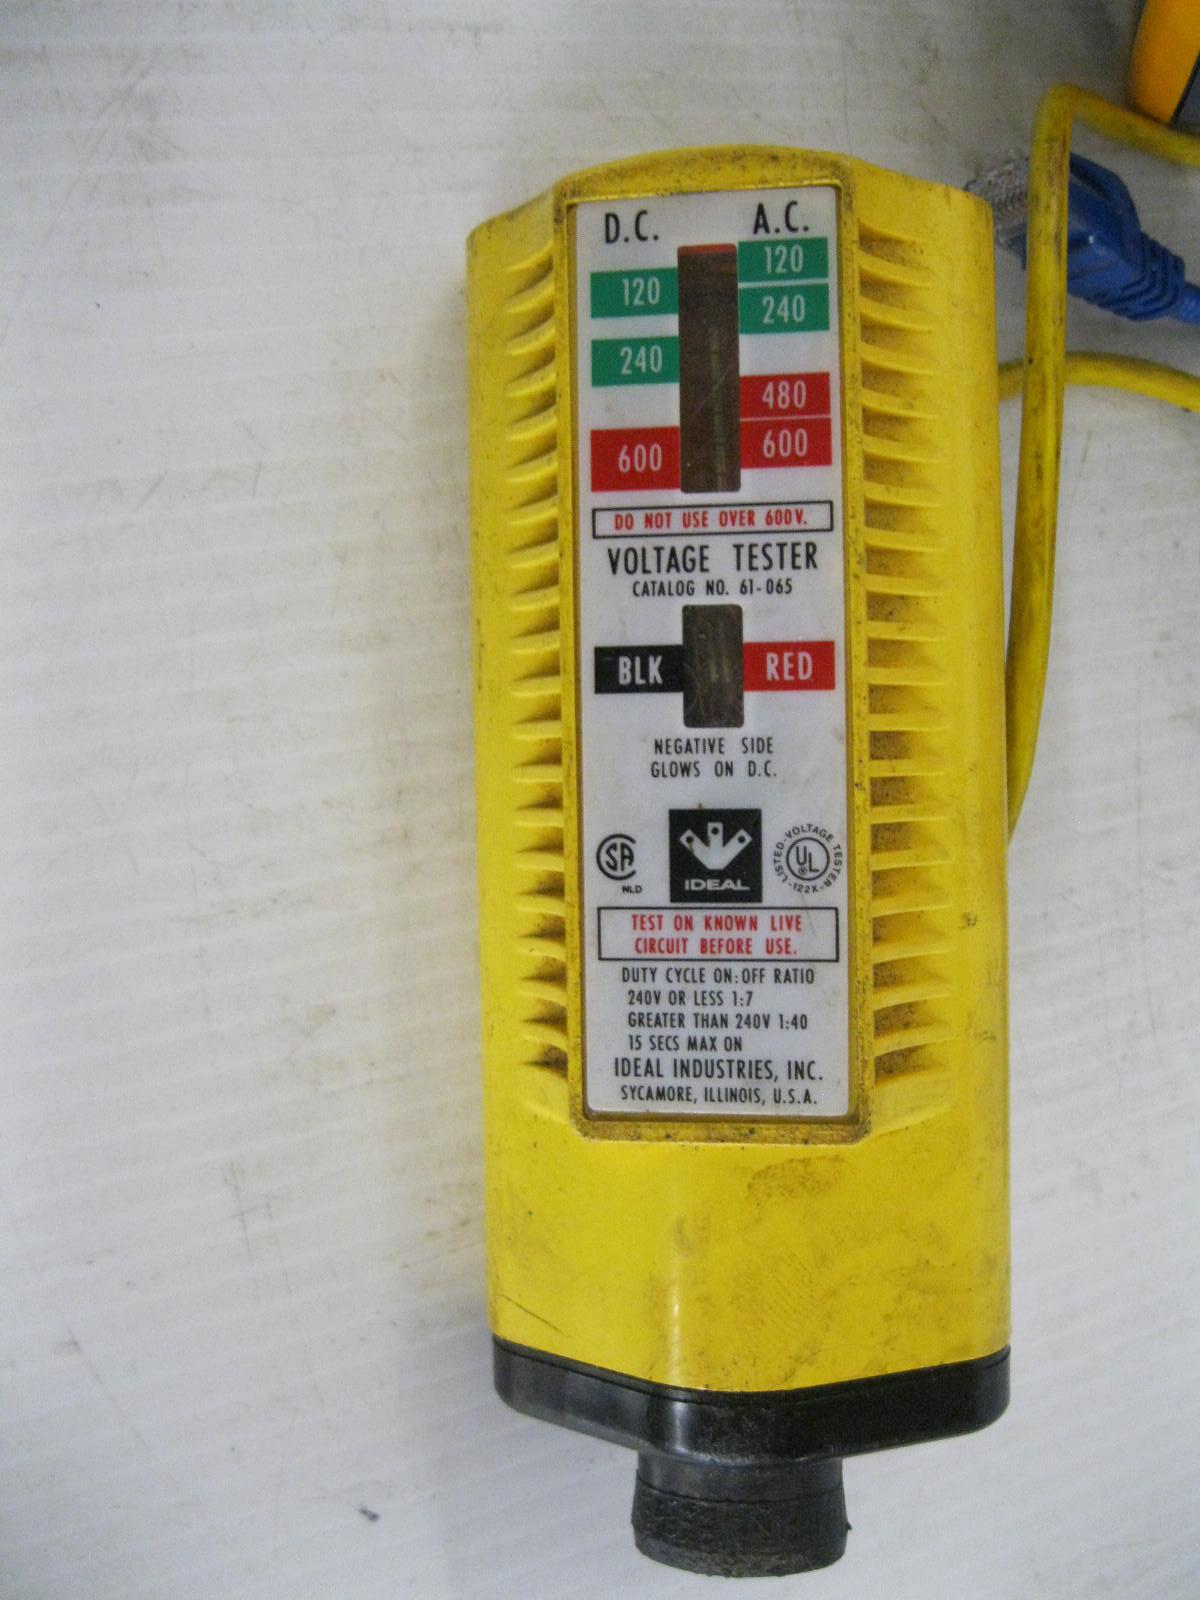 D.C. A.C.
120 120
240 240
480
600 600
DO NOT USE OVER 600V.
VOLTAGE TESTER
CATALOG NO. 61-065
BLK RED
NEGATIVE SIDE
GLOWS ON D.C.
LISTED-VOLTAGE TESTER
SA UL
-122X-
NLD IDEAL
TEST ON KNOWN LIVE
CIRCUIT BEFORE USE.
DUTY CYCLE ON:OFF RATIO
240V OR LESS 1:7
GREATER THAN 240V 1:40
15 SECS MAX ON
IDEAL INDUSTRIES, INC.
SYCAMORE, ILLINOIS, U.S.A.